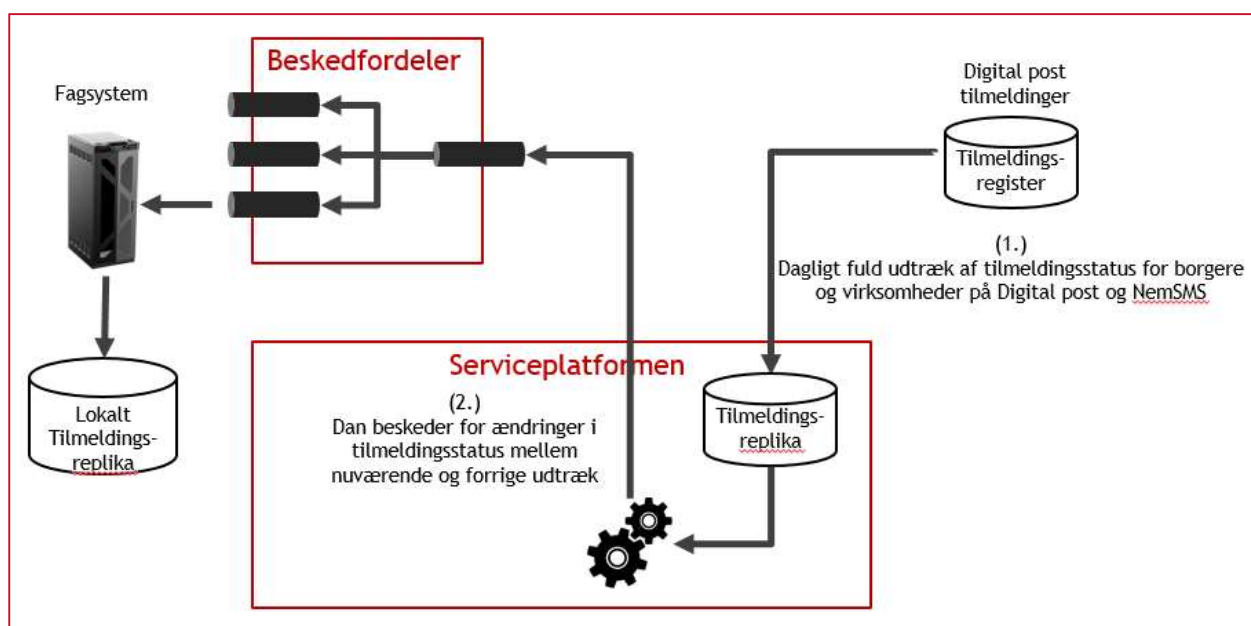 Beskedfordeler
Fagsystem
Digital post
tilmeldinger
Tilmeldings-
register
(1.)
Dagligt fuld udtræk af tilmeldingsstatus for borgere
og virksomheder på Digital post og NemSMS
Serviceplatformen
(2.)
Dan beskeder for ændringer i
tilmeldingsstatus mellem
nuværende og forrige udtræk
Tilmeldings-
replika
Lokalt
Tilmeldings-
replika